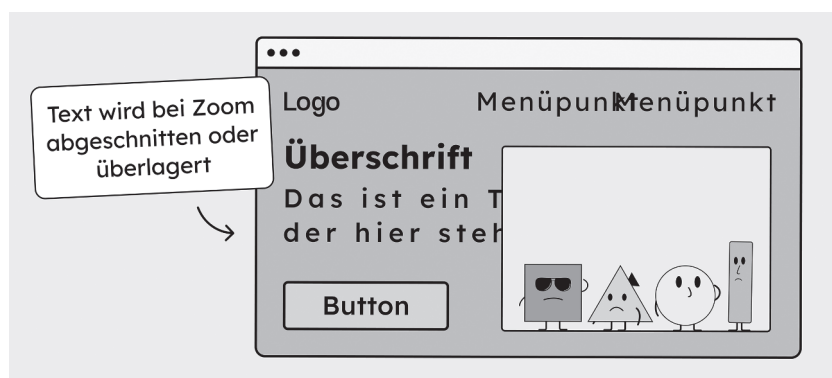 Text wird bei Zoom
abgeschnitten oder
überlagert
Logo
Menüpunkt Menüpunkt
Überschrift
Das ist ein T
der hier steh
Button